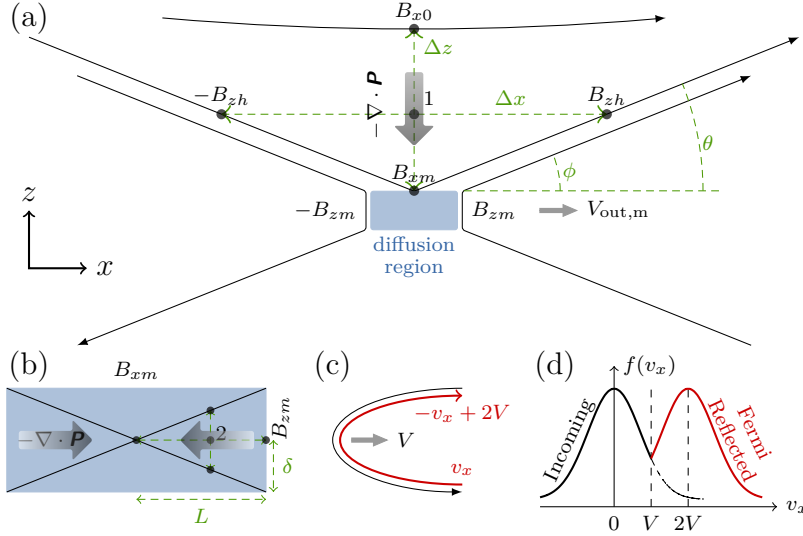 (a)
B_{x0}
Δz
-B_{zh}
-∇ · P
1
Δx
B_{zh}
θ
B_{xm}
ϕ
z
-B_{zm}
B_{zm}
V_{out,m}
x
diffusion
region
(b)
B_{xm}
-∇ · P
2
B_{zm}
δ
L
(c)
-v_x + 2V
V
v_x
(d)
f(v_x)
Incoming
Fermi
Reflected
0
V
2V
v_x